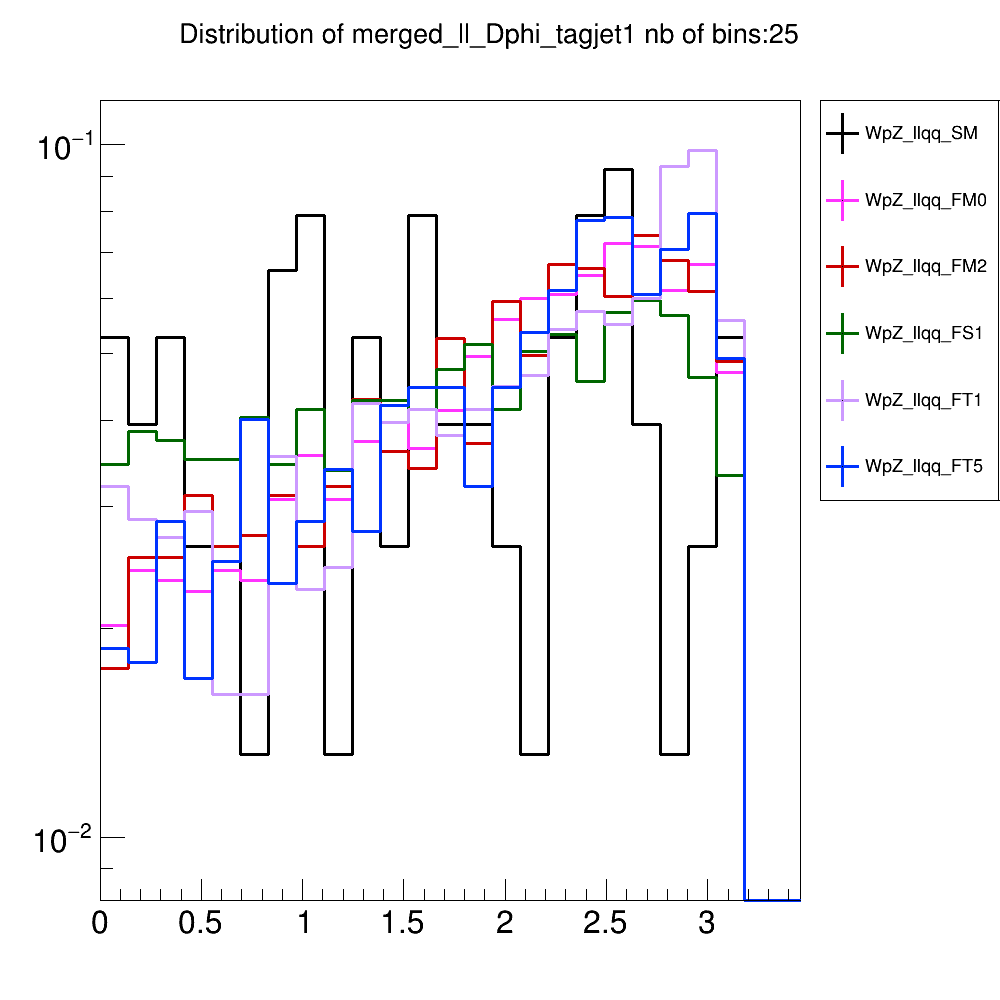 Distribution of merged_ll_Dphi_tagjet1 nb of bins:25
10⁻¹
10⁻²
0 0.5 1 1.5 2 2.5 3
WpZ_llqq_SM
WpZ_llqq_FM0
WpZ_llqq_FM2
WpZ_llqq_FS1
WpZ_llqq_FT1
WpZ_llqq_FT5